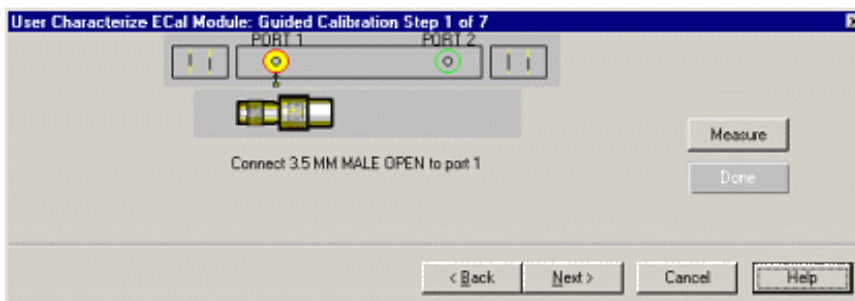 User Characterize ECal Module: Guided Calibration Step 1 of 7
PORT 1 PORT 2
Connect 3.5 MM MALE OPEN to port 1
Measure
Done
< Back Next > Cancel Help